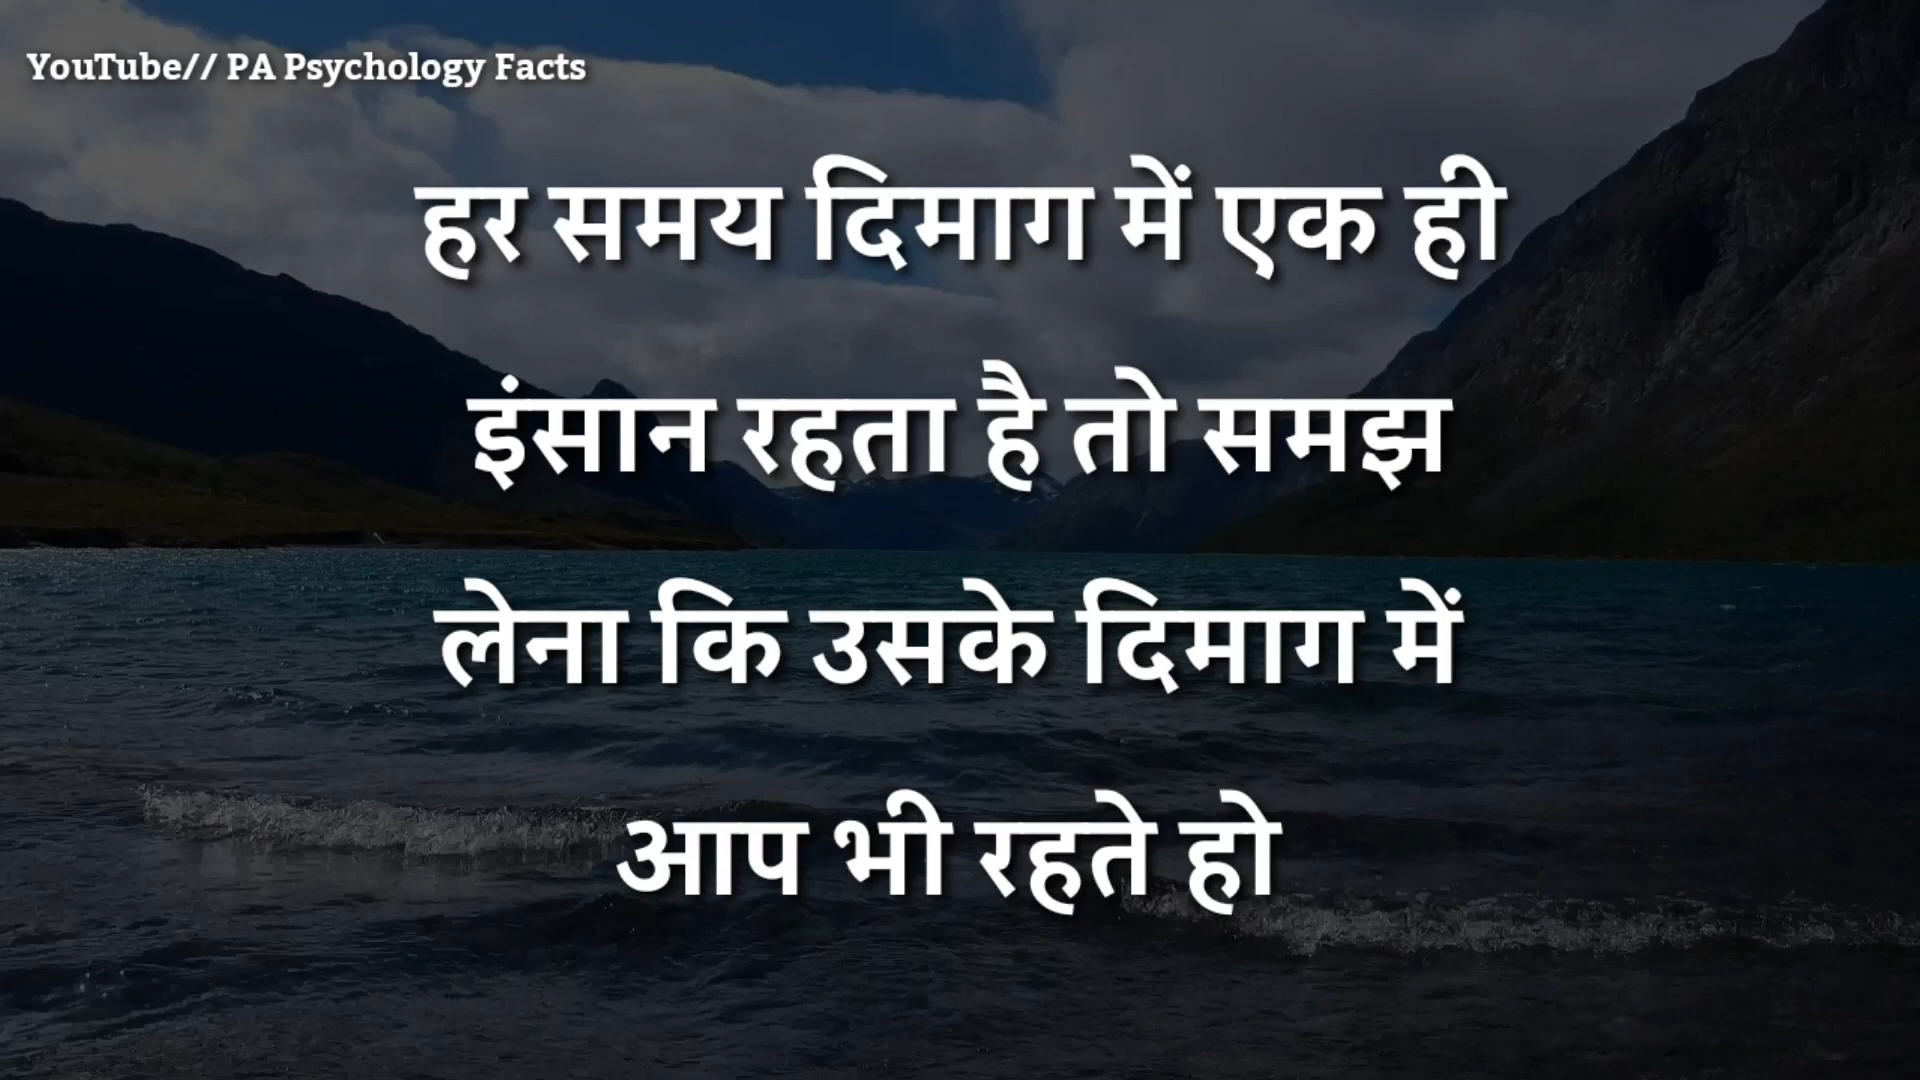 YouTube// PA Psychology Facts
हर समय दिमाग में एक ही
इंसान रहता है तो समझ
लेना कि उसके दिमाग में
आप भी रहते हो